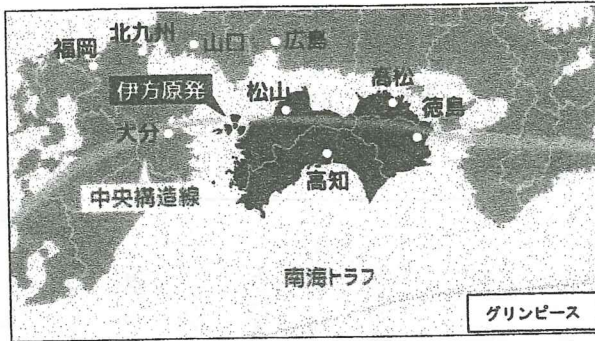 北九州
福岡
山口
広島
伊方原発
松山
高松
徳島
大分
高知
中央構造線
南海トラフ
グリンピース